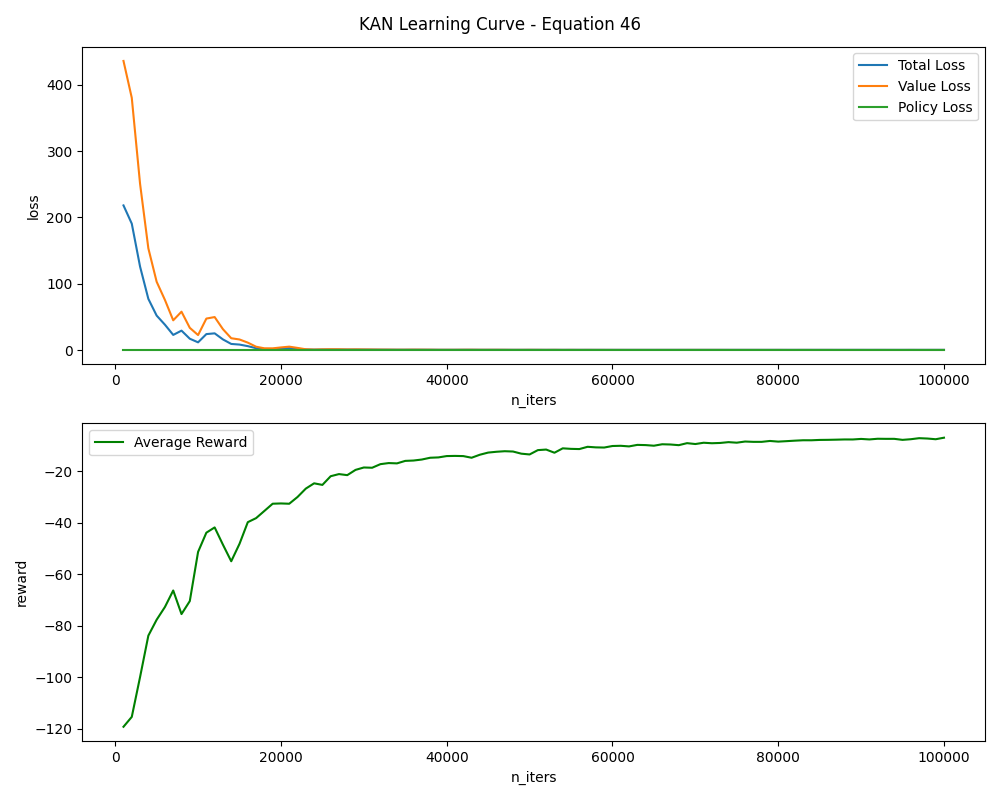 KAN Learning Curve - Equation 46
Total Loss
Value Loss
Policy Loss
400
300
200
100
0
loss
0 20000 40000 60000 80000 100000
n_iters
Average Reward
−20
−40
−60
−80
−100
−120
reward
0 20000 40000 60000 80000 100000
n_iters